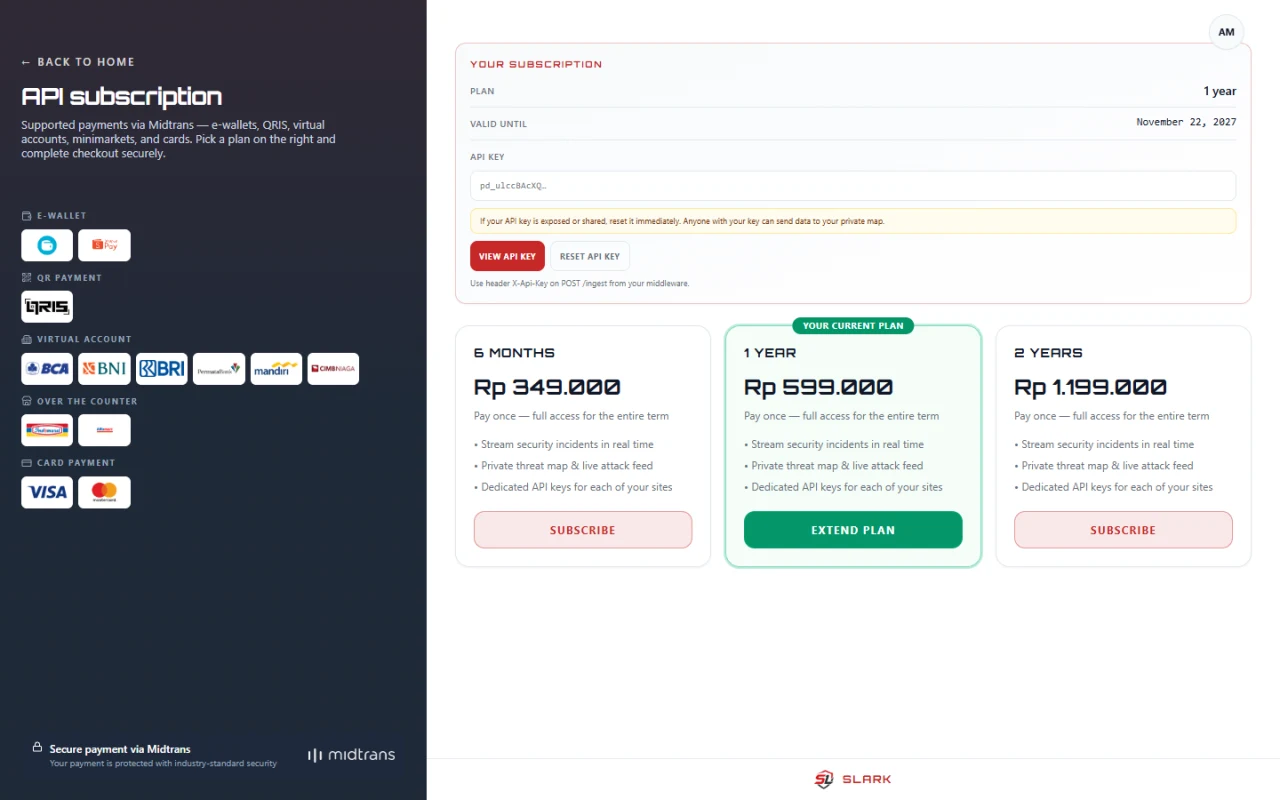 ← BACK TO HOME
API subscription
Supported payments via Midtrans — e-wallets, QRIS, virtual
accounts, minimarkets, and cards. Pick a plan on the right and
complete checkout securely.
E-WALLET
Pay
QR PAYMENT
QRIS
VIRTUAL ACCOUNT
BCA
BNI
BRI
PermataBank
mandiri
CIMB NIAGA
OVER THE COUNTER
Indomaret
CARD PAYMENT
VISA
mastercard
Secure payment via Midtrans
Your payment is protected with industry-standard security
midtrans
AM
YOUR SUBSCRIPTION
PLAN
1 year
VALID UNTIL
November 22, 2027
API KEY
pd_ulccBAcXQ…
If your API key is exposed or shared, reset it immediately. Anyone with your key can send data to your private map.
VIEW API KEY
RESET API KEY
Use header X-Api-Key on POST /ingest from your middleware.
6 MONTHS
Rp 349.000
Pay once — full access for the entire term
• Stream security incidents in real time
• Private threat map & live attack feed
• Dedicated API keys for each of your sites
SUBSCRIBE
YOUR CURRENT PLAN
1 YEAR
Rp 599.000
Pay once — full access for the entire term
• Stream security incidents in real time
• Private threat map & live attack feed
• Dedicated API keys for each of your sites
EXTEND PLAN
2 YEARS
Rp 1.199.000
Pay once — full access for the entire term
• Stream security incidents in real time
• Private threat map & live attack feed
• Dedicated API keys for each of your sites
SUBSCRIBE
SL SLARK